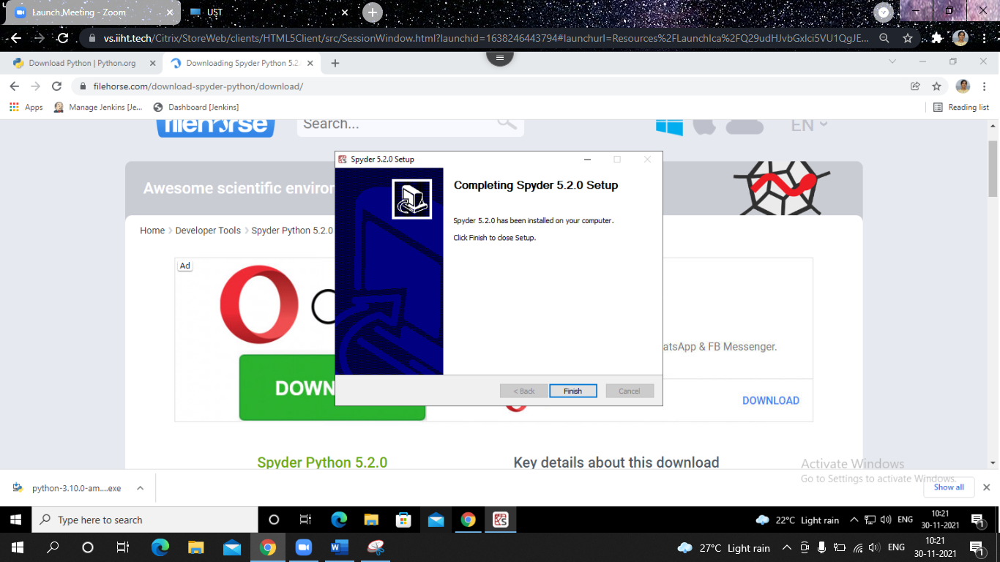 Launch Meeting - Zoom
UST
vs.iiht.tech/Citrix/StoreWeb/clients/HTML5Client/src/SessionWindow.html?launchid=1638246443794#launchurl=Resources%2FLaunchIca%2FQ29udHJvbGxlci5VU1QgJE...
Download Python | Python.org
Downloading Spyder Python 5.2.
filehorse.com/download-spyder-python/download/
Apps
Manage Jenkins [Je...
Dashboard [Jenkins]
Reading list
filehorse
Search...
EN
Spyder 5.2.0 Setup
Completing Spyder 5.2.0 Setup
Awesome scientific environ
Spyder 5.2.0 has been installed on your computer.
Home
Developer Tools
Spyder Python 5.2.0
Click Finish to close Setup.
Ad
atsApp & FB Messenger.
DOWN
< Back
Finish
Cancel
DOWNLOAD
Spyder Python 5.2.0
Key details about this download
Activate Windows
Go to Settings to activate Windows.
python-3.10.0-am....exe
Show all
Type here to search
22°C Light rain
ENG
10:21
30-11-2021
1
27°C Light rain
ENG
10:21
30-11-2021
1